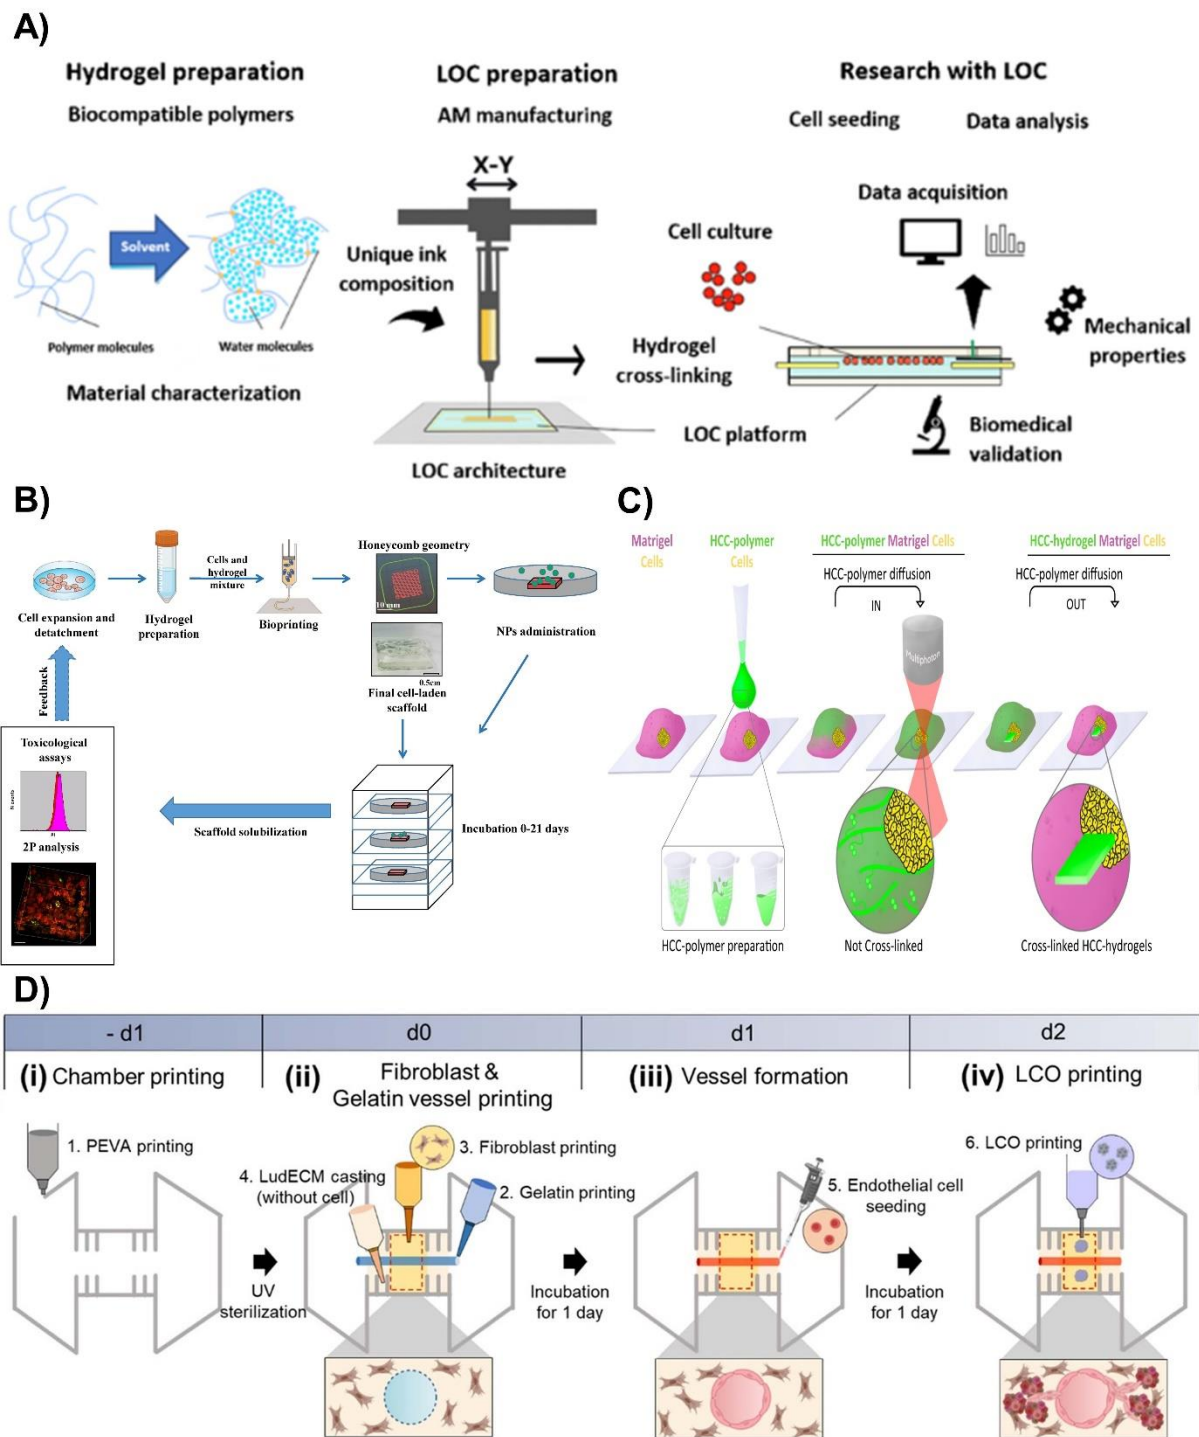 A)
Hydrogel preparation
Biocompatible polymers
Solvent
Polymer molecules
Water molecules
Material characterization
LOC preparation
AM manufacturing
X-Y
Unique ink
composition
LOC architecture
Research with LOC
Cell seeding
Data analysis
Data acquisition
Cell culture
Hydrogel
cross-linking
Mechanical
properties
LOC platform
Biomedical
validation
B)
Cell expansion and
detatchment
Hydrogel
preparation
Cells and
hydrogel
mixture
Bioprinting
Honeycomb geometry
10 mm
0.5cm
Final cell-laden
scaffold
NPs administration
Incubation 0-21 days
Scaffold solubilization
Feedback
Toxicological
assays
2P analysis
C)
Matrigel
Cells
HCC-polymer
Cells
HCC-polymer Matrigel Cells
HCC-polymer diffusion
IN
Multiphoton
HCC-hydrogel Matrigel Cells
HCC-polymer diffusion
OUT
HCC-polymer preparation
Not Cross-linked
Cross-linked HCC-hydrogels
D)
- d1
d0
d1
d2
(i) Chamber printing
(ii) Fibroblast &
Gelatin vessel printing
(iii) Vessel formation
(iv) LCO printing
1. PEVA printing
UV
sterilization
3. Fibroblast printing
4. LudECM casting
(without cell)
2. Gelatin printing
Incubation
for 1 day
5. Endothelial cell
seeding
Incubation
for 1 day
6. LCO printing